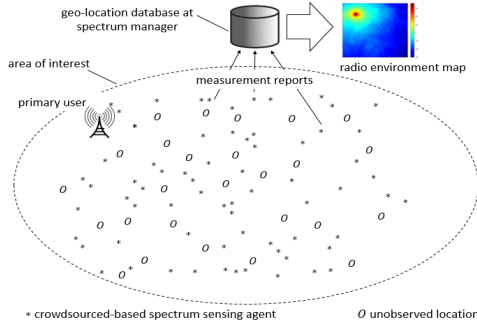 geo-location database at
spectrum manager
area of interest
radio environment map
measurement reports
primary user
* crowdsourced-based spectrum sensing agent
O unobserved location